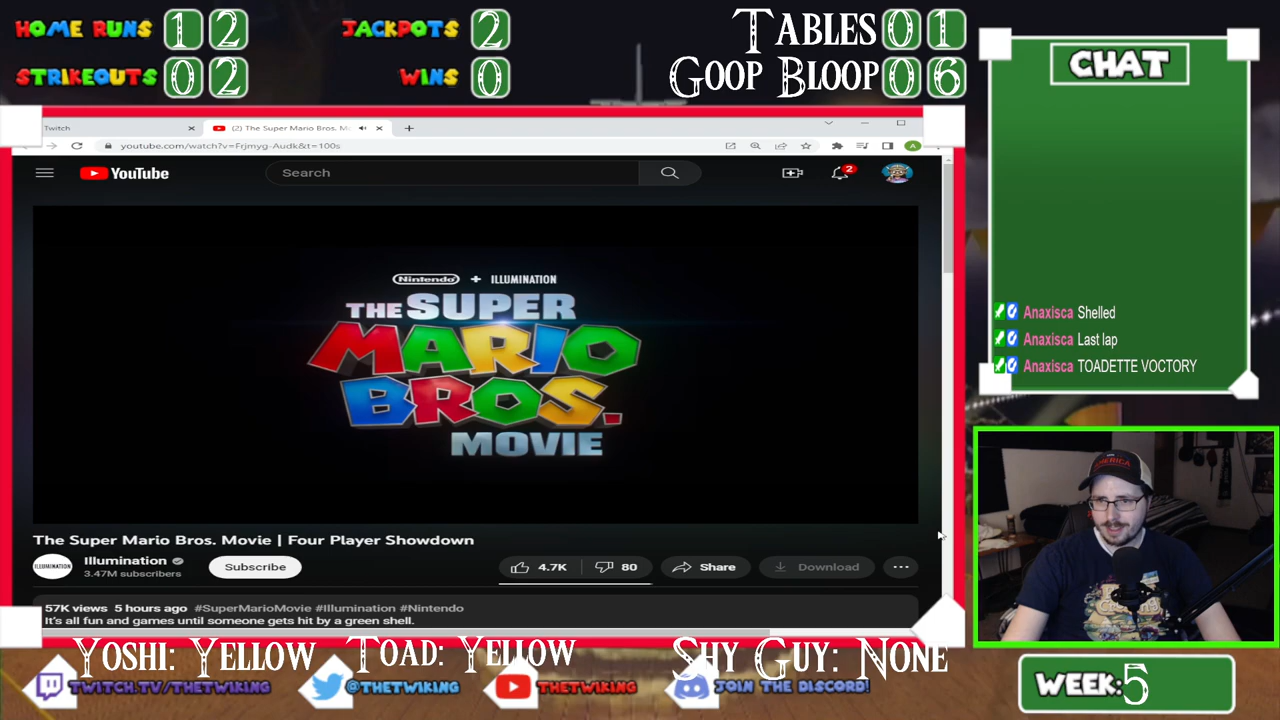 HOME RUNS 12
JACKPOTS 2
TABLES 01
STRIKEOUTS 02
WINS 0
GOOP BLOOP 06
CHAT
Twitch
(2) The Super Mario Bros. M
youtube.com/watch?v=Frjmyg-Audk&t=100s
A
YouTube
Search
2
Nintendo + ILLUMINATION
THE SUPER
MARIO
BROS.
MOVIE
Anaxisca Shelled
Anaxisca Last lap
Anaxisca TOADETTE VOCTORY
The Super Mario Bros. Movie | Four Player Showdown
ILLUMINATION
Illumination
3.47M subscribers
Subscribe
4.7K
80
Share
Download
57K views 5 hours ago #SuperMarioMovie #Illumination #Nintendo
It's all fun and games until someone gets hit by a green shell.
AMERICA
YOSHI: YELLOW
TOAD: YELLOW
SHY GUY: NONE
TWITCH.TV/THETWIKING
@THETWIKING
THETWIKING
JOIN THE DISCORD!
WEEK: 5